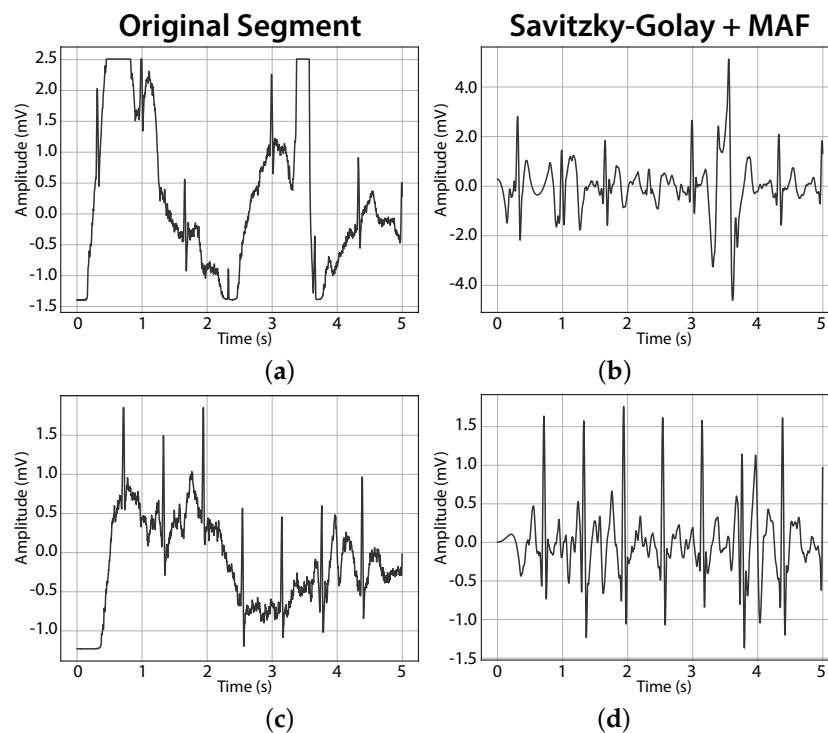 Original Segment
Savitzky-Golay + MAF
Amplitude (mV)
2.5
2.0
1.5
1.0
0.5
0.0
-0.5
-1.0
-1.5
0 1 2 3 4 5
Time (s)
(a)
Amplitude (mV)
4.0
2.0
0.0
-2.0
-4.0
0 1 2 3 4 5
Time (s)
(b)
Amplitude (mV)
1.5
1.0
0.5
0.0
-0.5
-1.0
0 1 2 3 4 5
Time (s)
(c)
Amplitude (mV)
1.5
1.0
0.5
0.0
-0.5
-1.0
-1.5
0 1 2 3 4 5
Time (s)
(d)